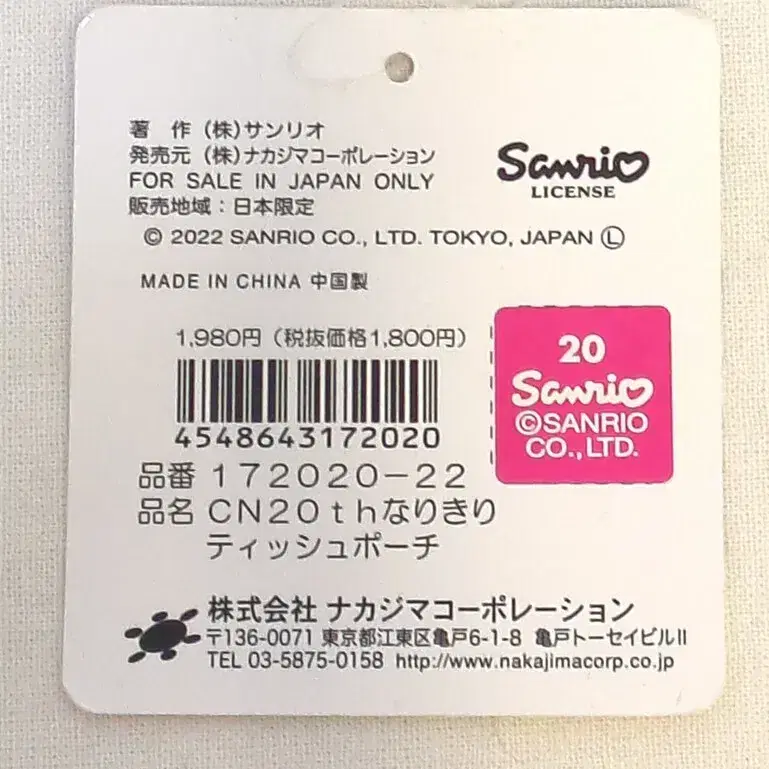 著　作（株）サンリオ
発売元（株）ナカジマコーポレーション
FOR SALE IN JAPAN ONLY
販売地域：日本限定
Sanrio
LICENSE
© 2022 SANRIO CO., LTD. TOKYO, JAPAN Ⓛ
MADE IN CHINA 中国製
1,980円（税抜価格1,800円）
4548643172020
20
Sanrio
©SANRIO
CO.,LTD.
品番 172020-22
品名 CN20thなりきり
ティッシュポーチ
株式会社 ナカジマコーポレーション
〒136-0071 東京都江東区亀戸6-1-8 亀戸トーセイビルⅡ
TEL 03-5875-0158 http://www.nakajimacorp.co.jp